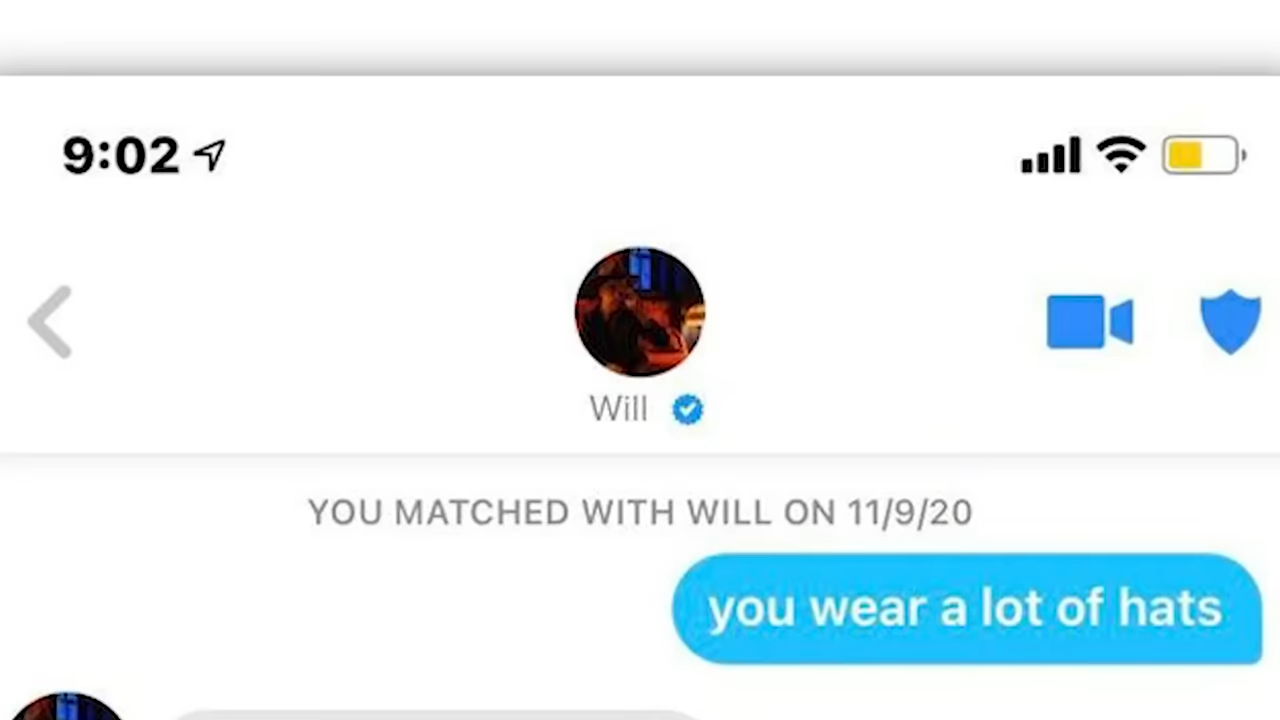 9:02
Will
YOU MATCHED WITH WILL ON 11/9/20
you wear a lot of hats